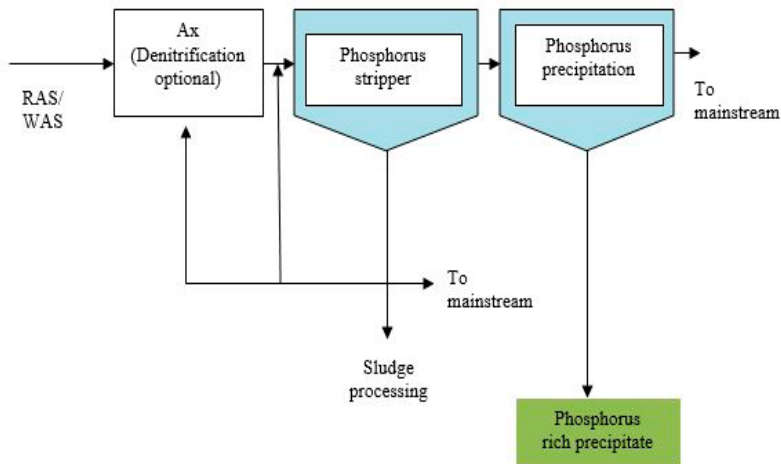 Ax
(Denitrification
optional)
Phosphorus
stripper
Phosphorus
precipitation
RAS/
WAS
To
mainstream
To
mainstream
Sludge
processing
Phosphorus
rich precipitate